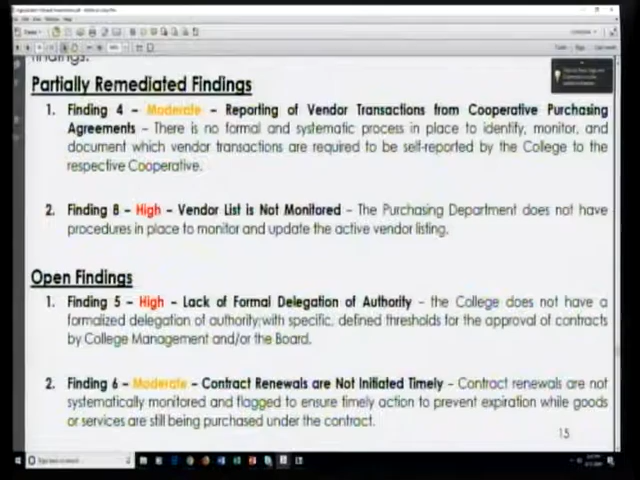 findings.
Partially Remediated Findings
1. Finding 4 – Moderate – Reporting of Vendor Transactions from Cooperative Purchasing
Agreements – There is no formal and systematic process in place to identify, monitor, and
document which vendor transactions are required to be self-reported by the College to the
respective Cooperative.
2. Finding 8 – High – Vendor List is Not Monitored – The Purchasing Department does not have
procedures in place to monitor and update the active vendor listing.
Open Findings
1. Finding 5 – High – Lack of Formal Delegation of Authority – the College does not have a
formalized delegation of authority with specific, defined thresholds for the approval of contracts
by College Management and/or the Board.
2. Finding 6 – Moderate – Contract Renewals are Not Initiated Timely – Contract renewals are not
systematically monitored and flagged to ensure timely action to prevent expiration while goods
or services are still being purchased under the contract.
15